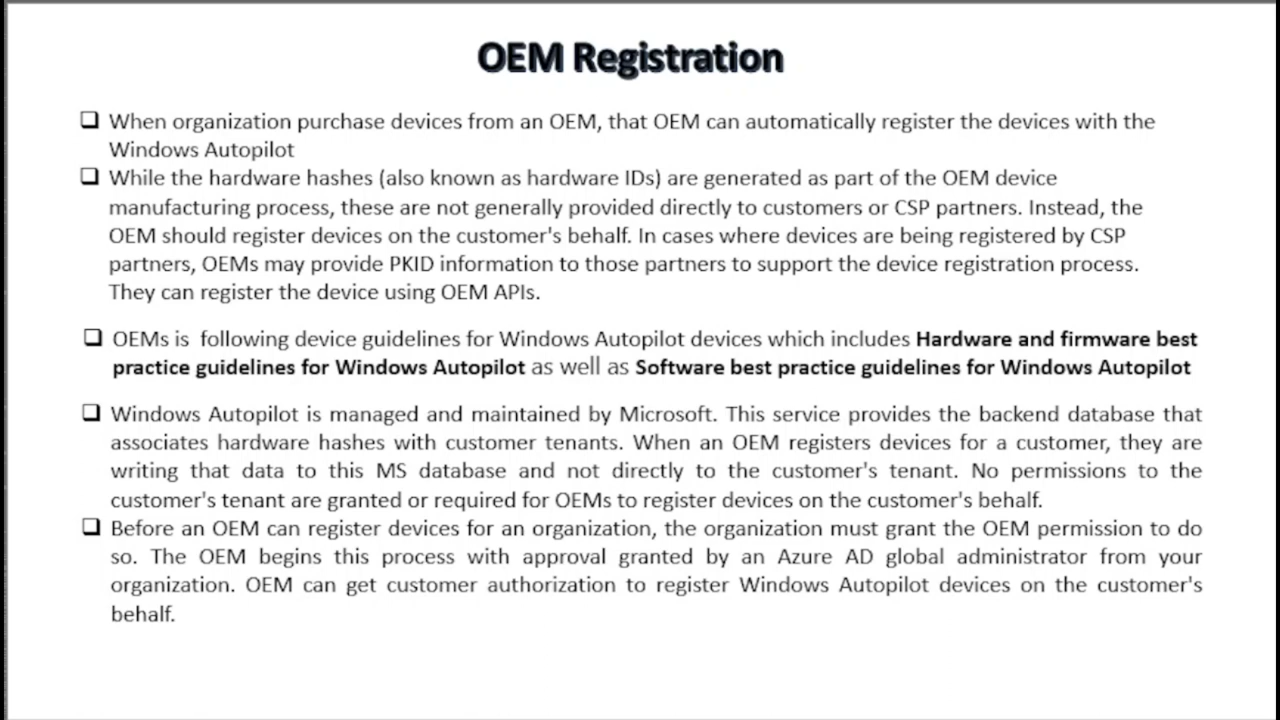 OEM Registration
When organization purchase devices from an OEM, that OEM can automatically register the devices with the
Windows Autopilot
While the hardware hashes (also known as hardware IDs) are generated as part of the OEM device
manufacturing process, these are not generally provided directly to customers or CSP partners. Instead, the
OEM should register devices on the customer's behalf. In cases where devices are being registered by CSP
partners, OEMs may provide PKID information to those partners to support the device registration process.
They can register the device using OEM APIs.
OEMs is following device guidelines for Windows Autopilot devices which includes Hardware and firmware best
practice guidelines for Windows Autopilot as well as Software best practice guidelines for Windows Autopilot
Windows Autopilot is managed and maintained by Microsoft. This service provides the backend database that
associates hardware hashes with customer tenants. When an OEM registers devices for a customer, they are
writing that data to this MS database and not directly to the customer's tenant. No permissions to the
customer's tenant are granted or required for OEMs to register devices on the customer's behalf.
Before an OEM can register devices for an organization, the organization must grant the OEM permission to do
so. The OEM begins this process with approval granted by an Azure AD global administrator from your
organization. OEM can get customer authorization to register Windows Autopilot devices on the customer's
behalf.